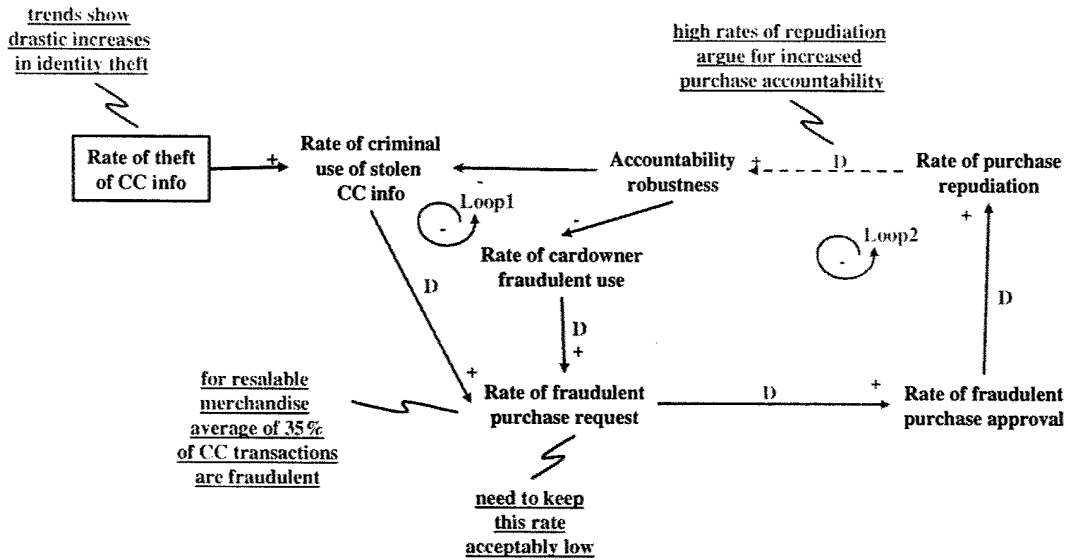 trends show
drastic increases
in identity theft
high rates of repudiation
argue for increased
purchase accountability
Rate of theft
of CC info
+
Rate of criminal
use of stolen
CC info
-
Accountability
robustness
+
D
Rate of purchase
repudiation
+
Loop1
-
-
Rate of cardowner
fraudulent use
Loop2
-
D
D
+
D
+
for resalable
merchandise
average of 35%
of CC transactions
are fraudulent
Rate of fraudulent
purchase request
D
+
Rate of fraudulent
purchase approval
need to keep
this rate
acceptably low